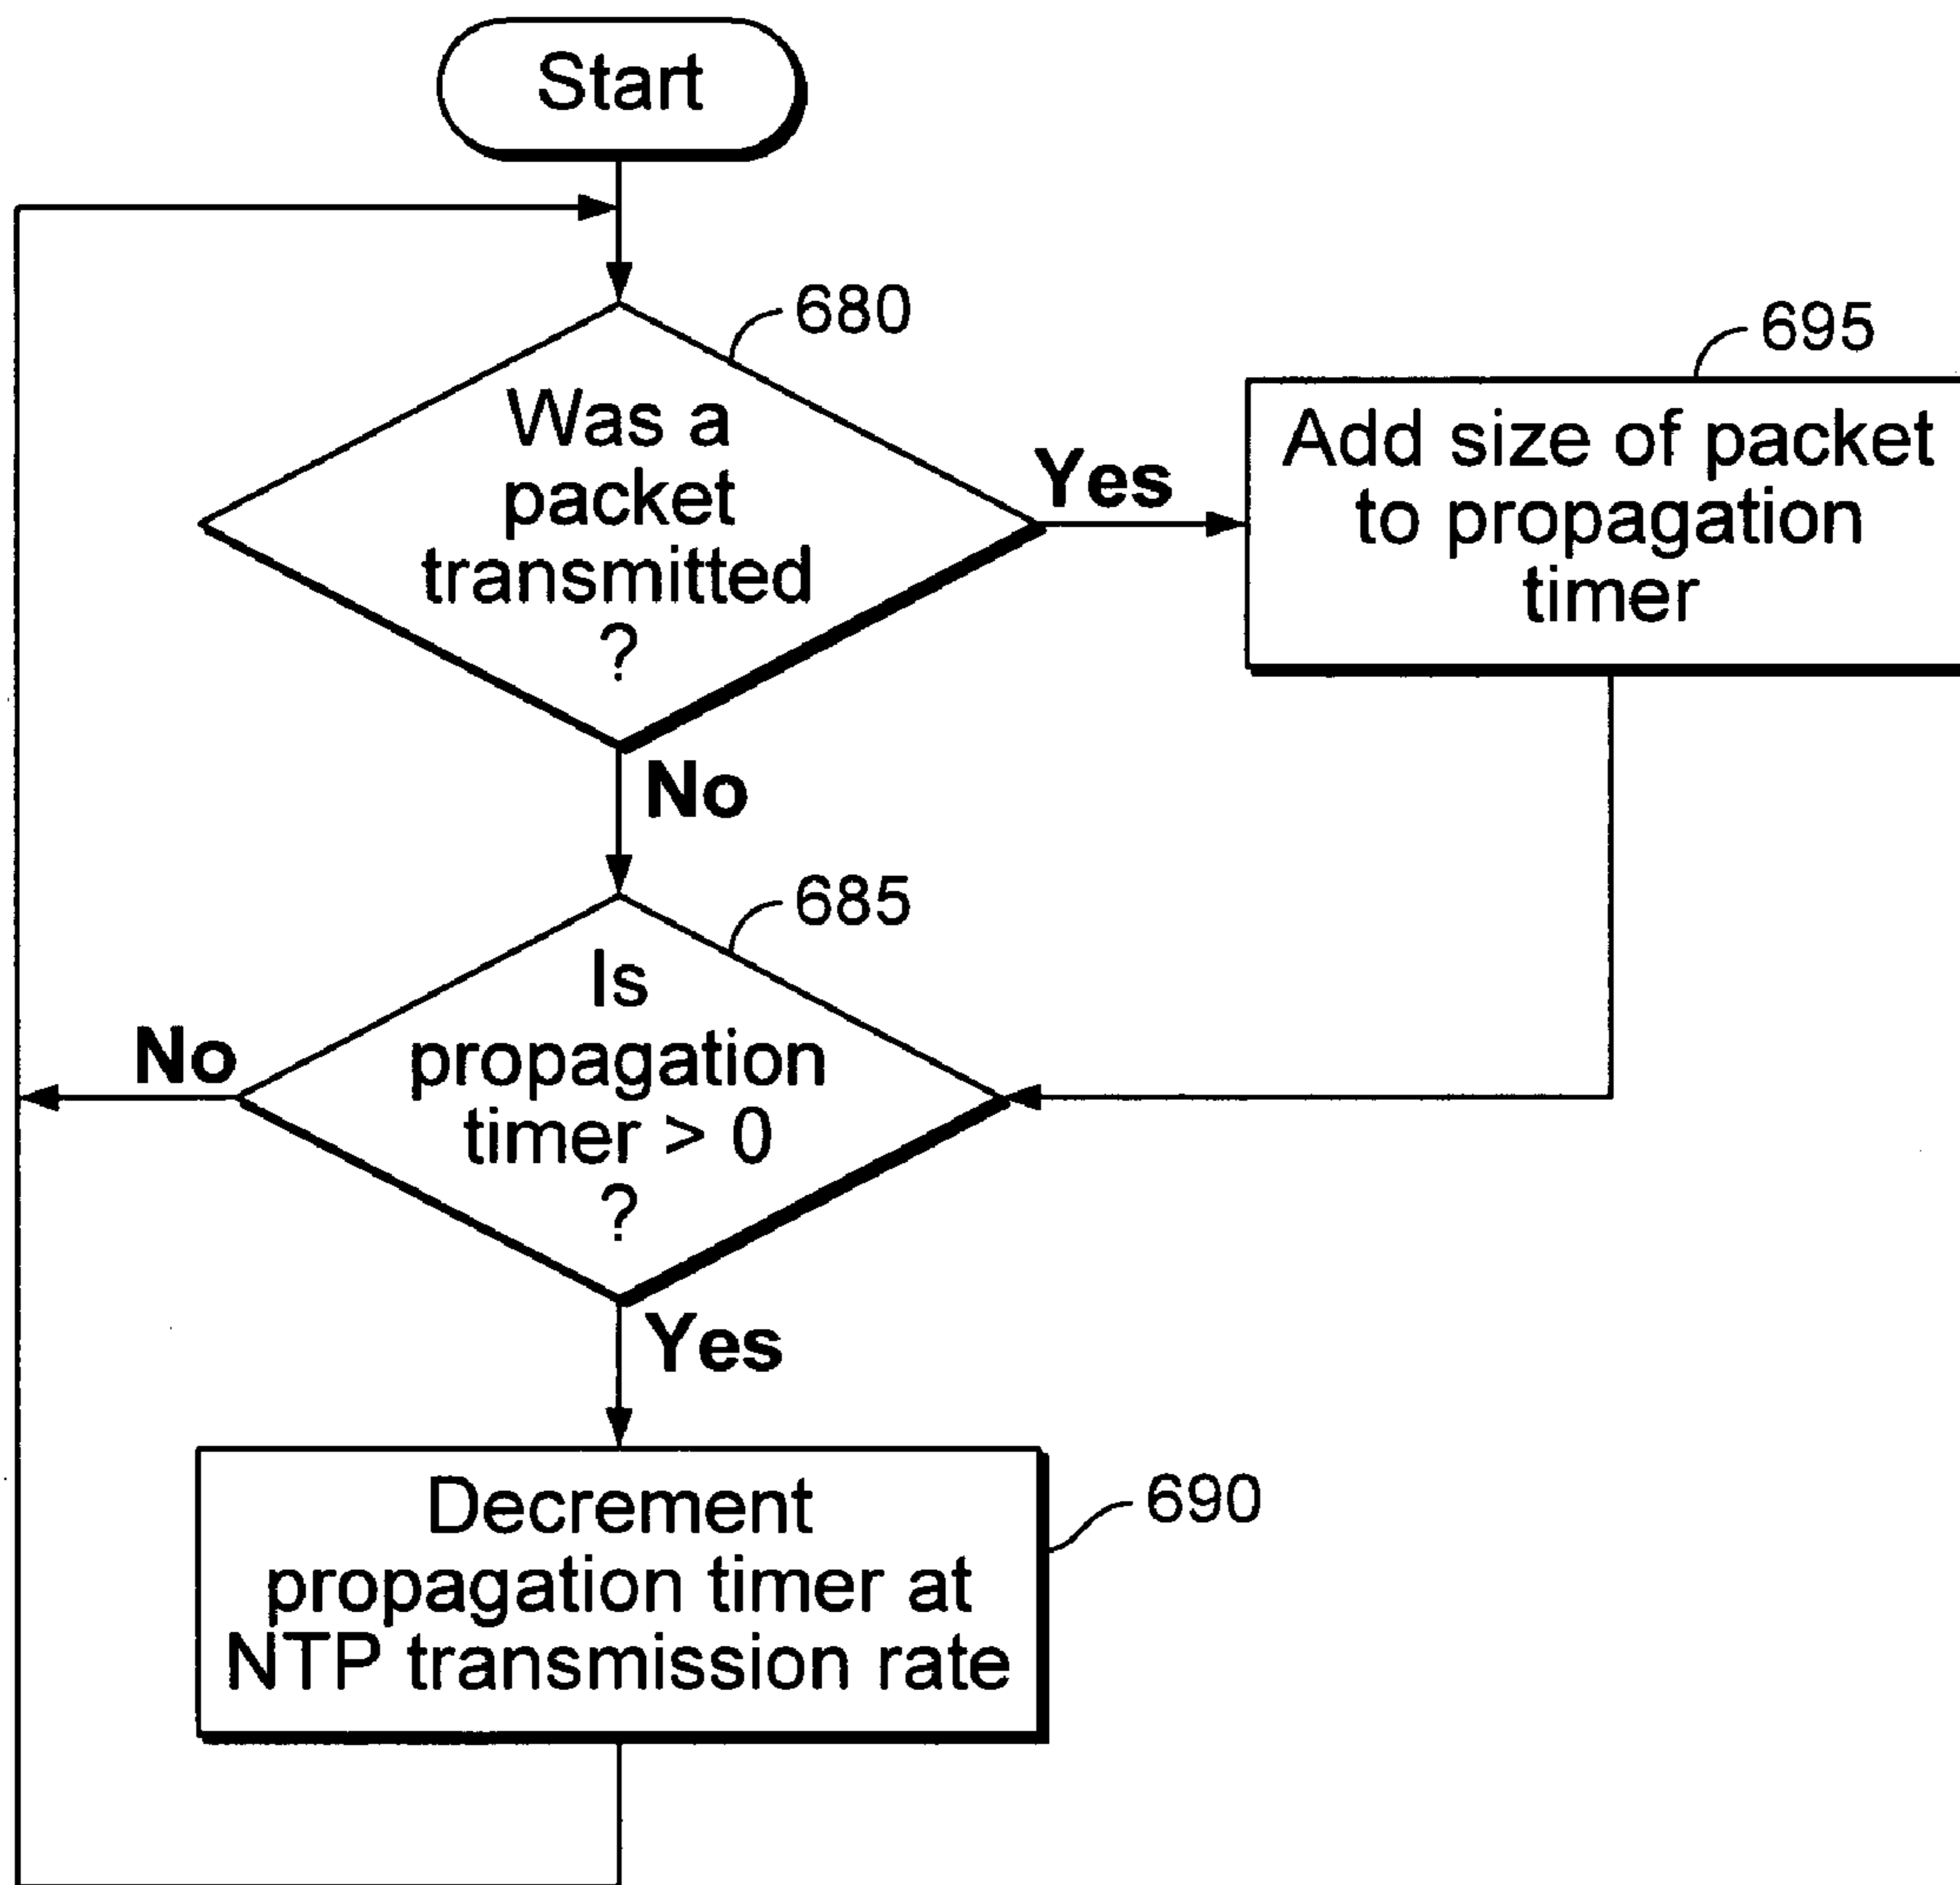 Start
680
Was a
packet
transmitted
?
Yes
695
Add size of packet
to propagation
timer
No
685
Is
propagation
timer > 0
?
No
Yes
Decrement
propagation timer at
NTP transmission rate
690